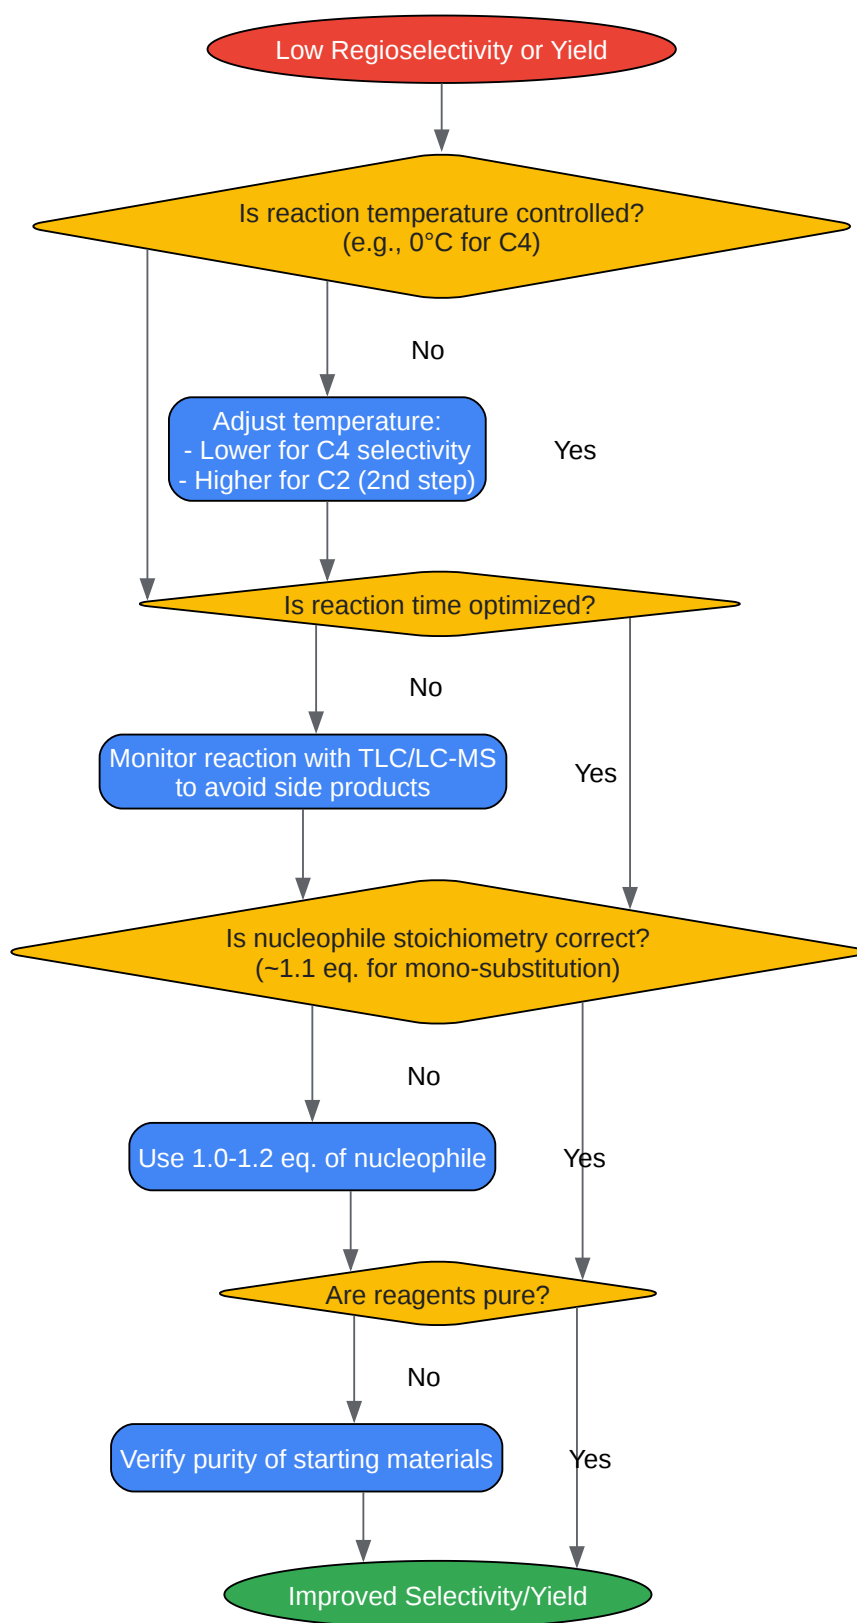 Low Regioselectivity or Yield
Is reaction temperature controlled?
(e.g., 0°C for C4)
No
Adjust temperature:
- Lower for C4 selectivity
- Higher for C2 (2nd step)
Yes
Is reaction time optimized?
No
Monitor reaction with TLC/LC-MS
to avoid side products
Yes
Is nucleophile stoichiometry correct?
(~1.1 eq. for mono-substitution)
No
Use 1.0-1.2 eq. of nucleophile
Yes
Are reagents pure?
No
Verify purity of starting materials
Yes
Improved Selectivity/Yield